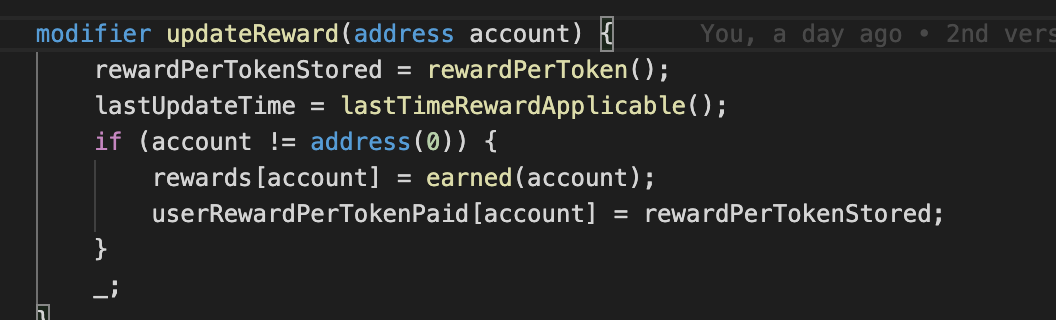 modifier updateReward(address account) {    You, a day ago • 2nd vers
    rewardPerTokenStored = rewardPerToken();
    lastUpdateTime = lastTimeRewardApplicable();
    if (account != address(0)) {
        rewards[account] = earned(account);
        userRewardPerTokenPaid[account] = rewardPerTokenStored;
    }
    _;
}